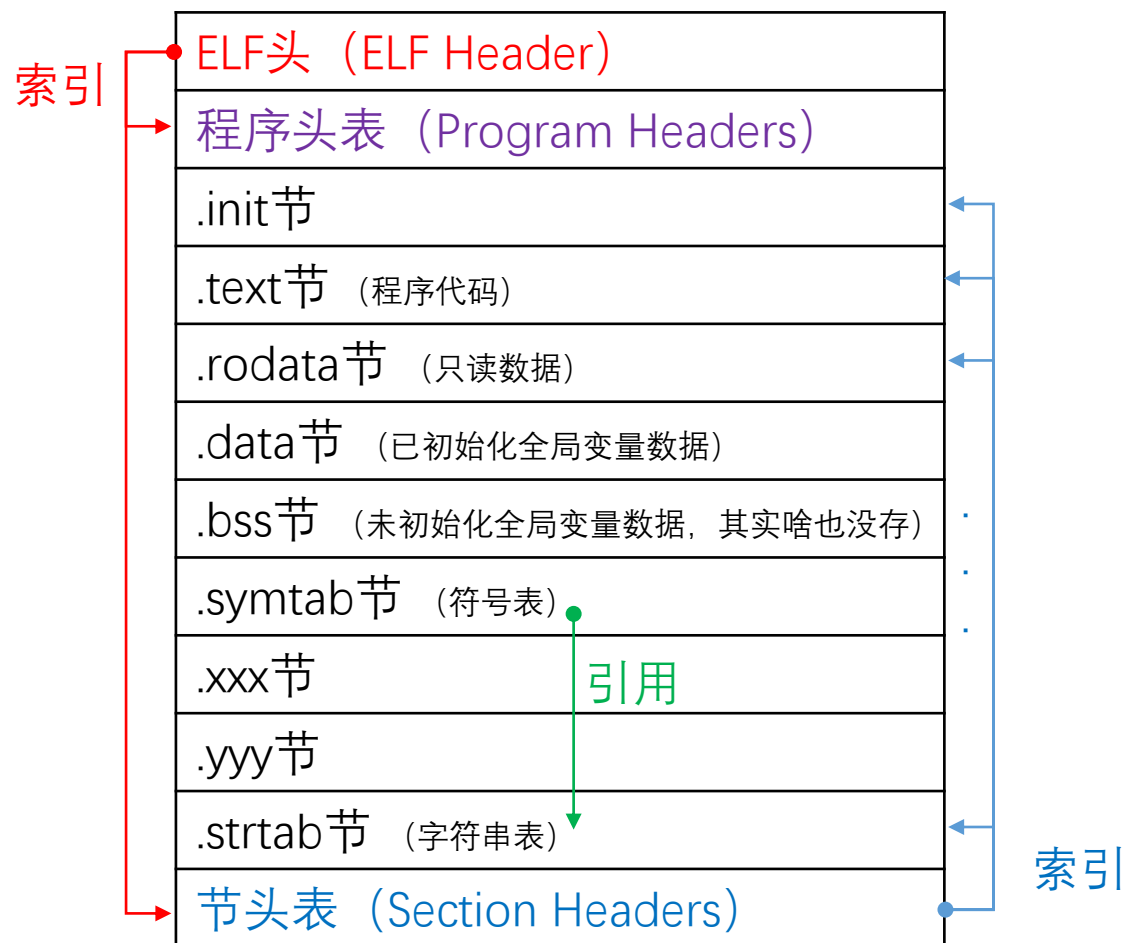 ELF头（ELF Header）
索引
程序头表（Program Headers）
.init节
.text节 （程序代码）
.rodata节 （只读数据）
.data节 （已初始化全局变量数据）
.bss节 （未初始化全局变量数据，其实啥也没存）
.symtab节 （符号表）
.xxx节
引用
.yyy节
.strtab节 （字符串表）
索引
节头表（Section Headers）